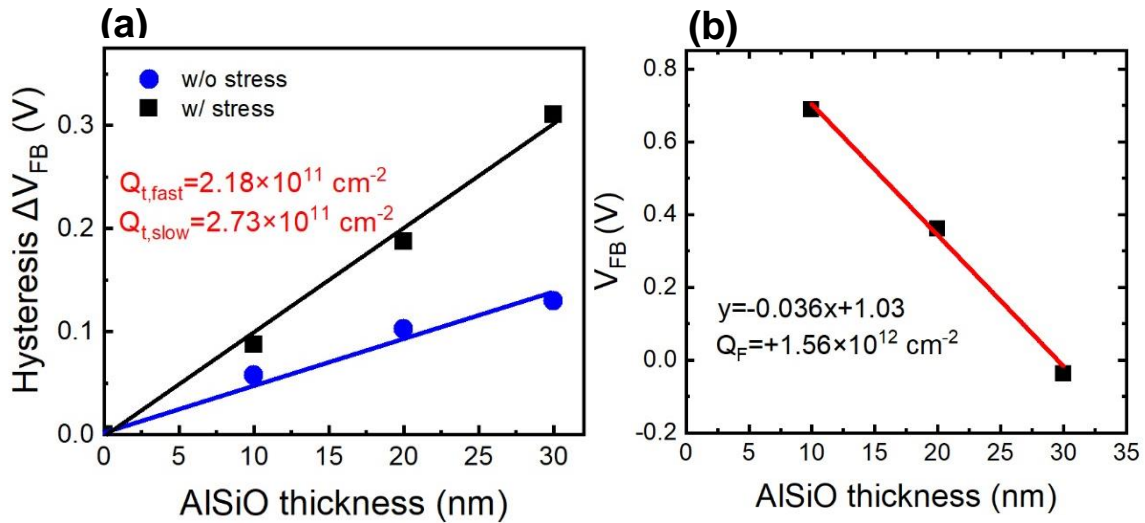 (a)
Hysteresis ΔV_FB (V)
0.3
0.2
0.1
0.0
w/o stress
w/ stress
Q_t,fast=2.18×10^11 cm^-2
Q_t,slow=2.73×10^11 cm^-2
0 5 10 15 20 25 30
AlSiO thickness (nm)
(b)
V_FB (V)
0.8
0.6
0.4
0.2
0.0
-0.2
y=-0.036x+1.03
Q_F=+1.56×10^12 cm^-2
0 5 10 15 20 25 30 35
AlSiO thickness (nm)